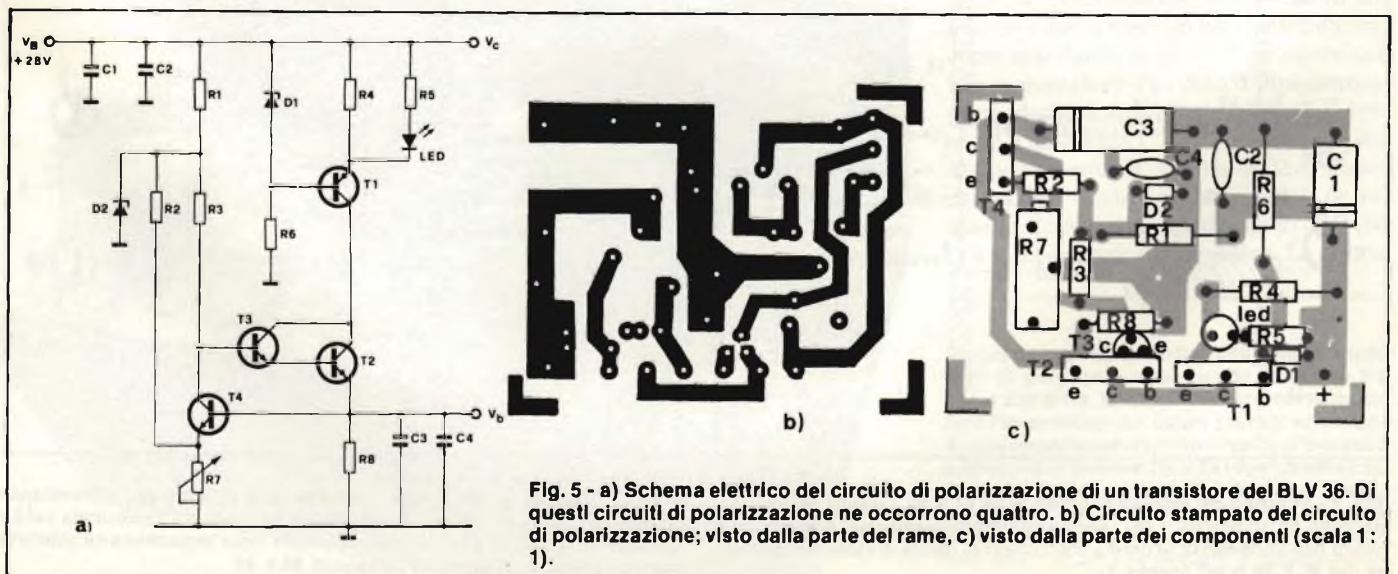 VB
+28V
C1
C2
R1
D1
R4
R5
Vc
LED
T1
D2
R2
R3
R6
T3
T2
T4
Vb
R7
R8
C3
C4
a)
b)
b
c
e
T4
C3
C4
C2
R6
C1
R2
D2
R1
R7
R3
R4
led
R8
R5
T3
c
e
T2
D1
e c b
e c b
T1
+
c)
Fig. 5 - a) Schema elettrico del circuito di polarizzazione di un transistore del BLV 36. Di
questi circuiti di polarizzazione ne occorrono quattro. b) Circuito stampato del circuito
di polarizzazione; visto dalla parte del rame, c) visto dalla parte dei componenti (scala 1 :
1).